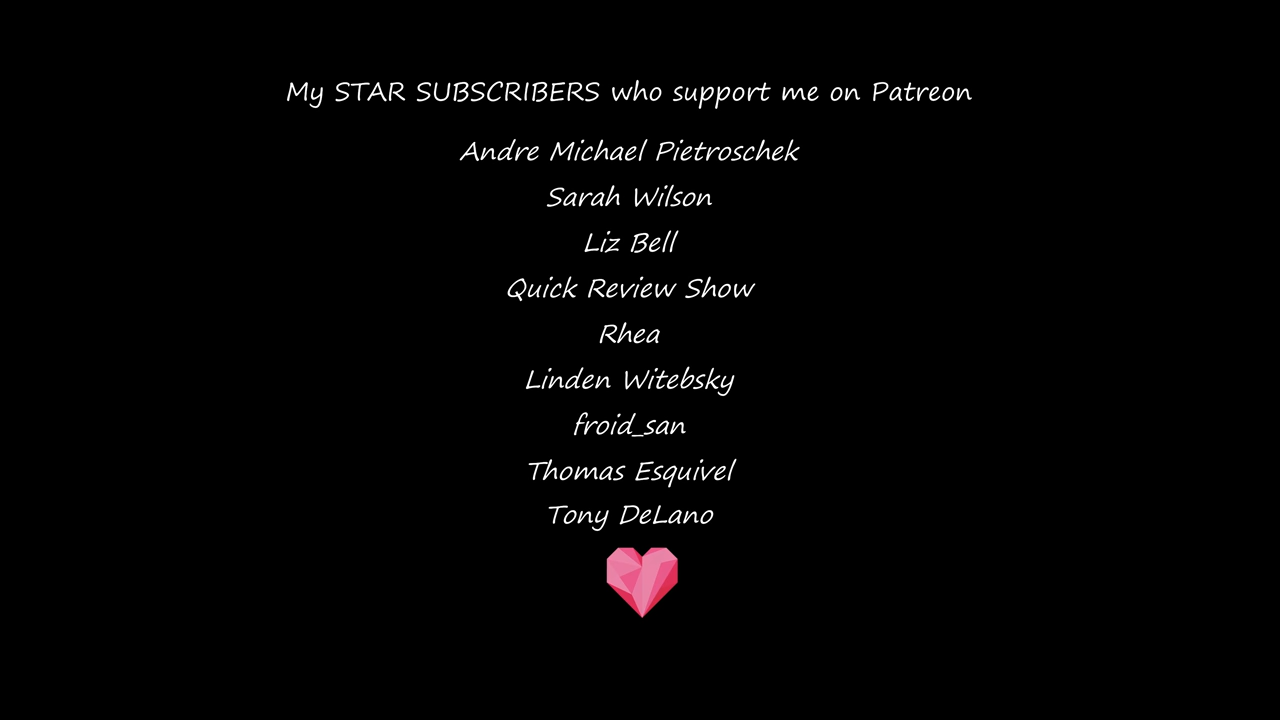 My STAR SUBSCRIBERS who support me on Patreon
Andre Michael Pietroschek
Sarah Wilson
Liz Bell
Quick Review Show
Rhea
Linden Witebsky
froid_san
Thomas Esquivel
Tony DeLano